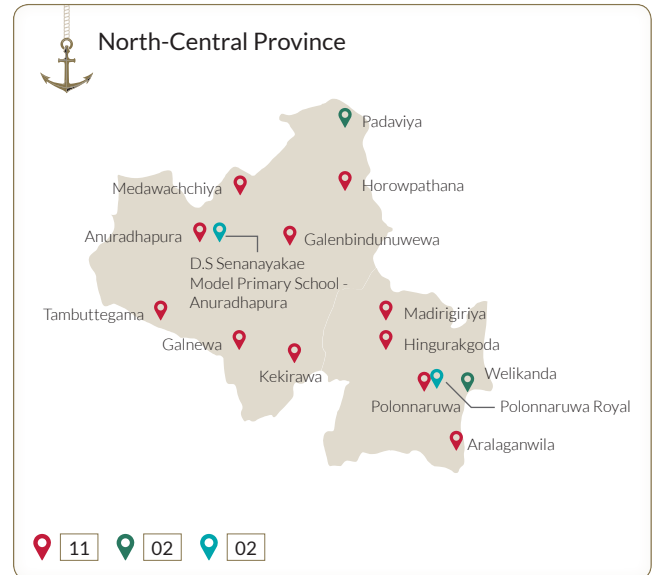 North-Central Province
Padaviya
Medawachchiya
Horowpathana
Anuradhapura
Galenbindunuwewa
D.S Senanayakae
Model Primary School -
Anuradhapura
Tambuttegama
Madirigiriya
Galnewa
Hingurakgoda
Kekirawa
Welikanda
Polonnaruwa
Polonnaruwa Royal
Aralaganwila
11
02
02